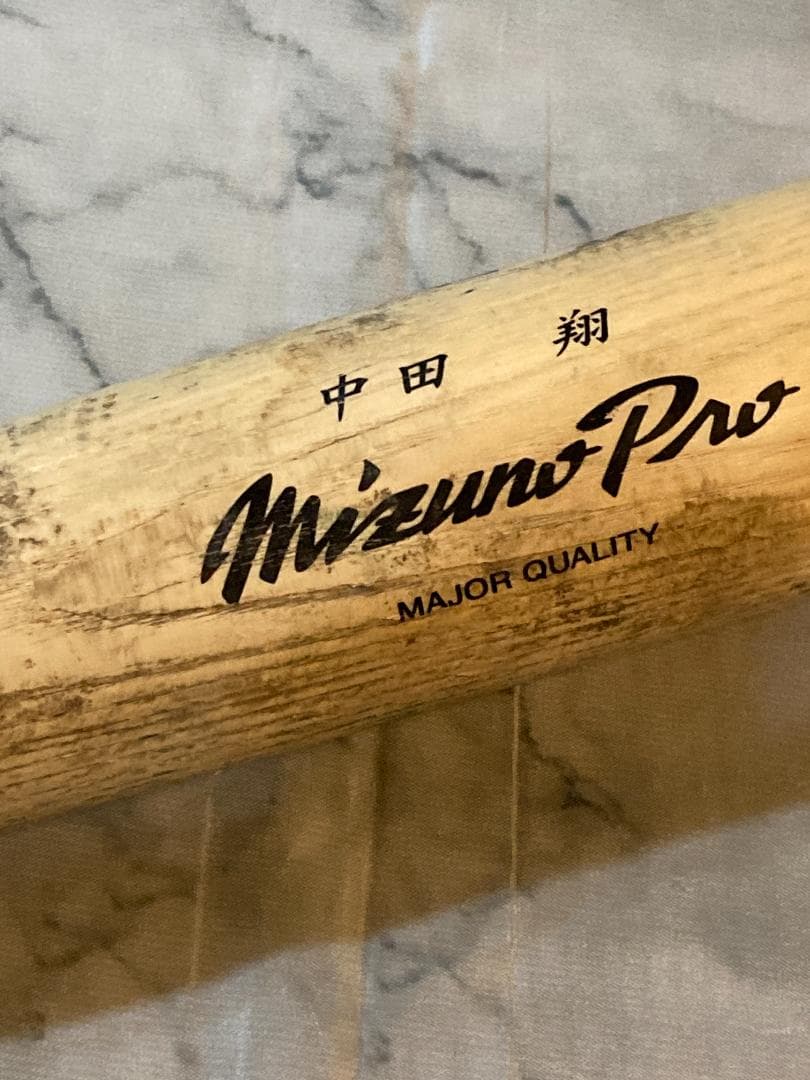 中田 翔
Mizuno Pro
MAJOR QUALITY